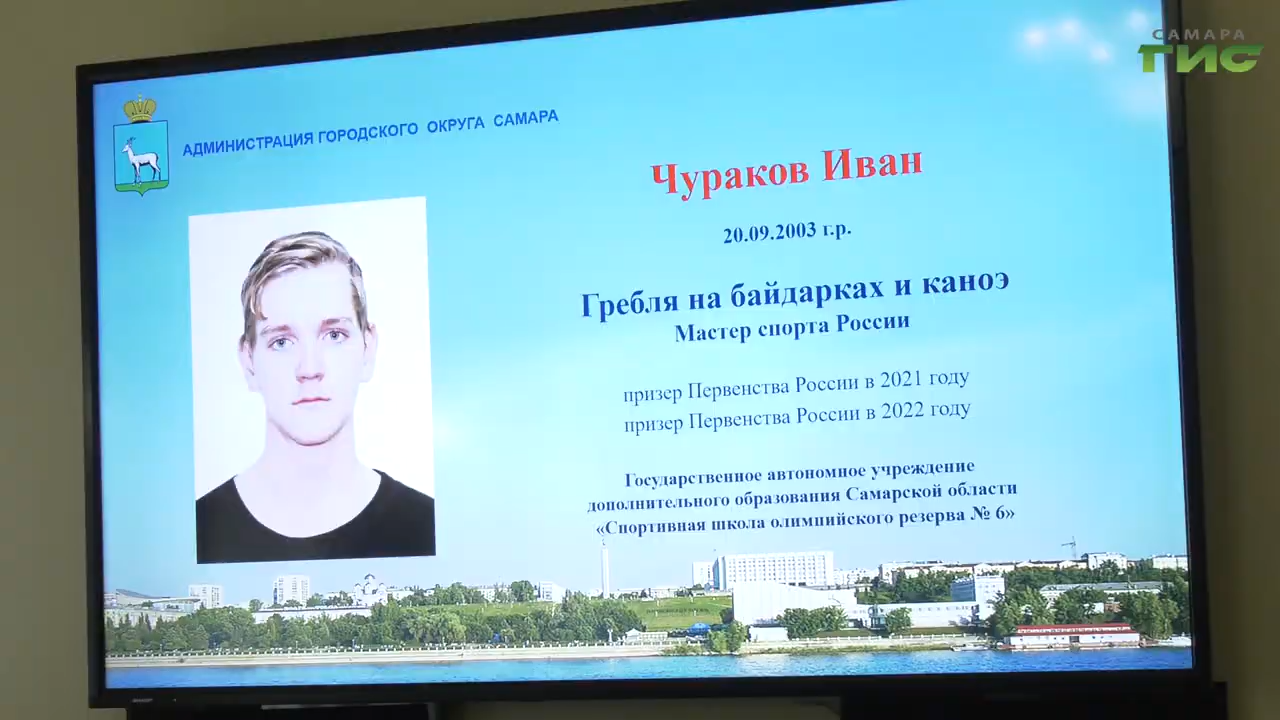 САМАРА
ГИС
АДМИНИСТРАЦИЯ ГОРОДСКОГО ОКРУГА САМАРА
Чураков Иван
20.09.2003 г.р.
Гребля на байдарках и каноэ
Мастер спорта России
призер Первенства России в 2021 году
призер Первенства России в 2022 году
Государственное автономное учреждение
дополнительного образования Самарской области
«Спортивная школа олимпийского резерва № 6»